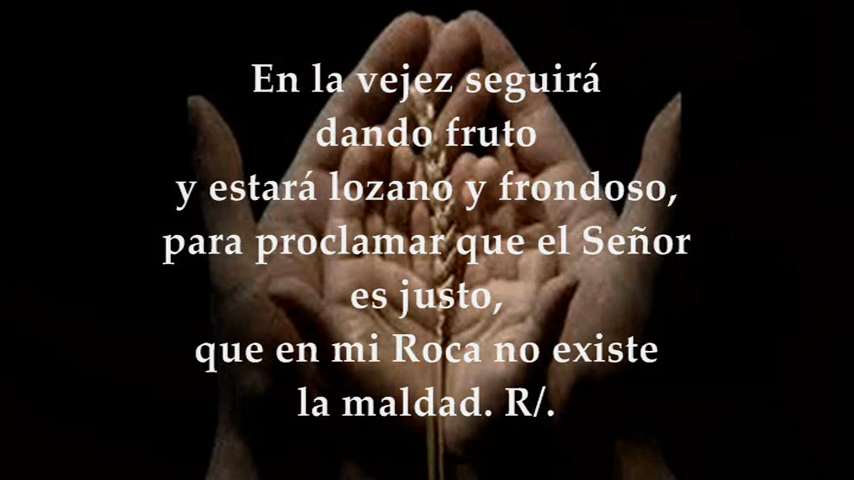 En la vejez seguirá
dando fruto
y estará lozano y frondoso,
para proclamar que el Señor
es justo,
que en mi Roca no existe
la maldad. R/.